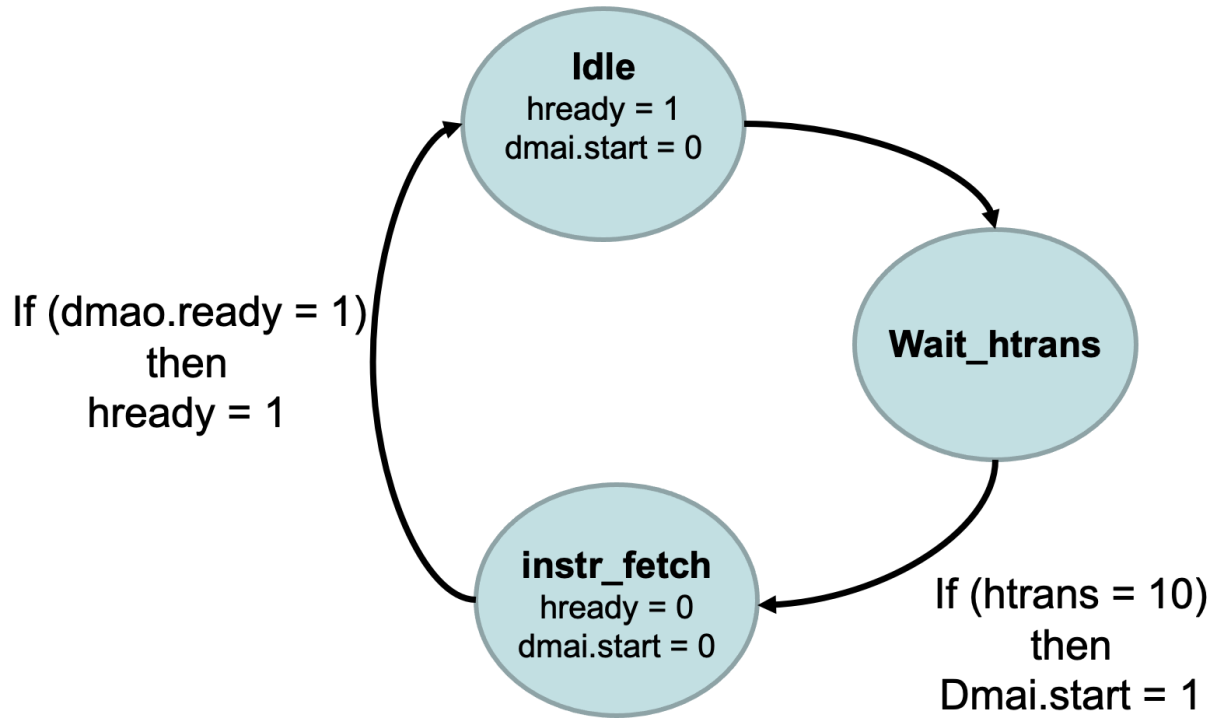 Idle
hready = 1
dmai.start = 0
Wait_htrans
If (dmao.ready = 1)
then
hready = 1
instr_fetch
hready = 0
dmai.start = 0
If (htrans = 10)
then
Dmai.start = 1